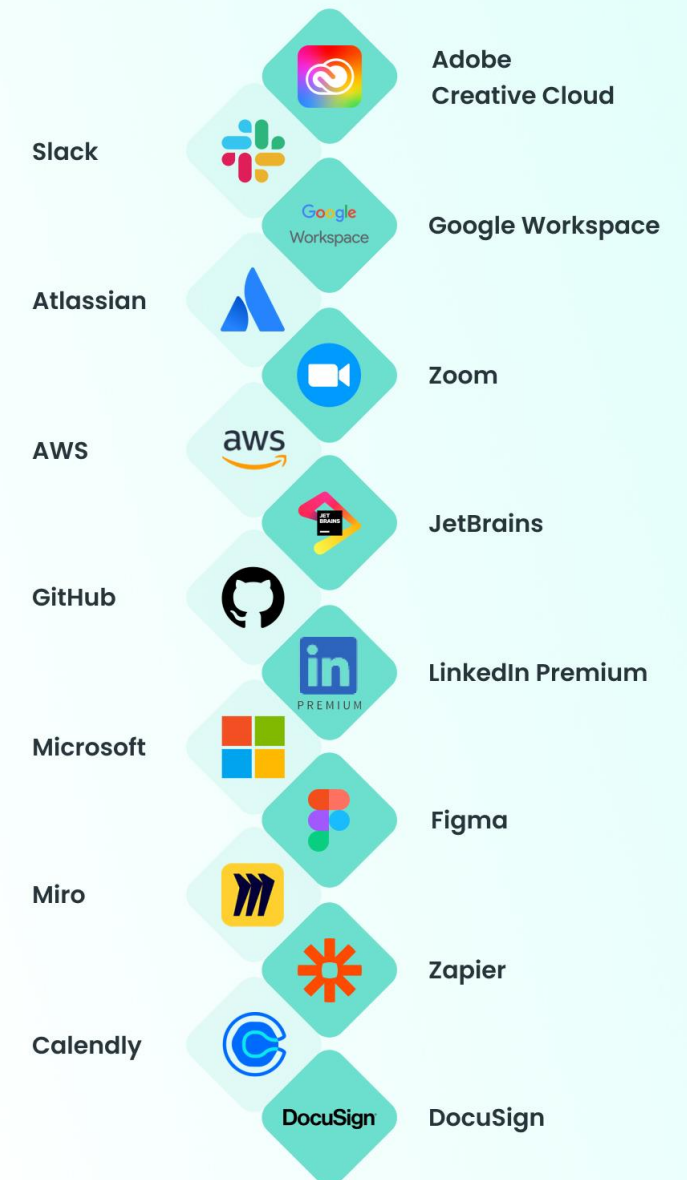 Adobe
Creative Cloud
Slack
Google
Workspace
Google Workspace
Atlassian
Zoom
AWS
aws
JET
BRAINS
JetBrains
GitHub
in
PREMIUM
LinkedIn Premium
Microsoft
Figma
Miro
Zapier
Calendly
DocuSign
DocuSign